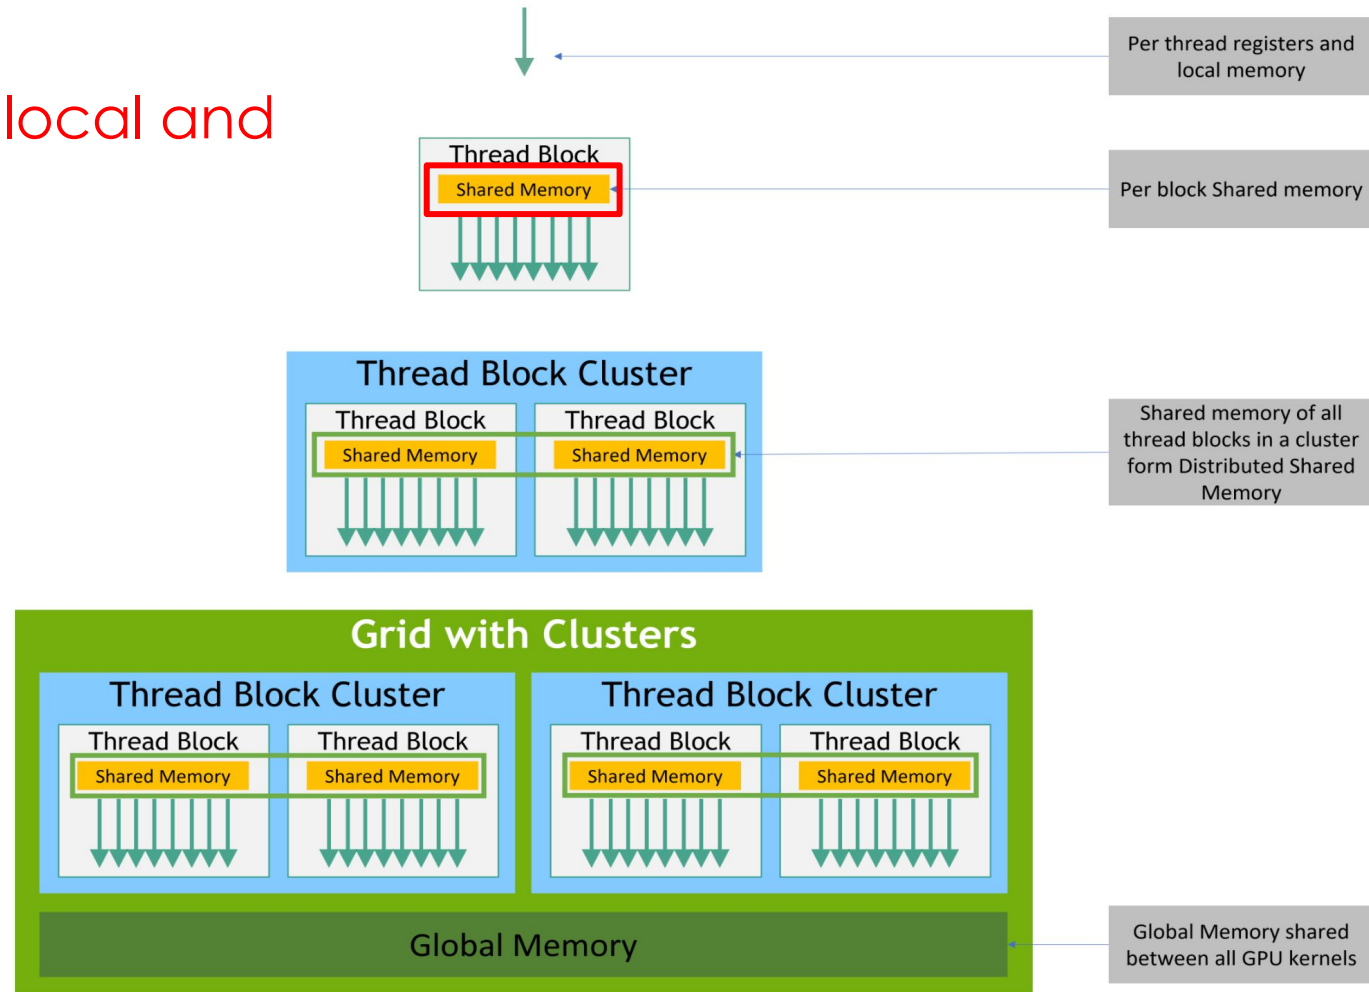 Per thread registers and
local memory
local and
Thread Block
Shared Memory
Per block Shared memory
Thread Block Cluster
Thread Block
Thread Block
Shared Memory
Shared Memory
Shared memory of all
thread blocks in a cluster
form Distributed Shared
Memory
Grid with Clusters
Thread Block Cluster
Thread Block Cluster
Thread Block
Thread Block
Thread Block
Thread Block
Shared Memory
Shared Memory
Shared Memory
Shared Memory
Global Memory
Global Memory shared
between all GPU kernels